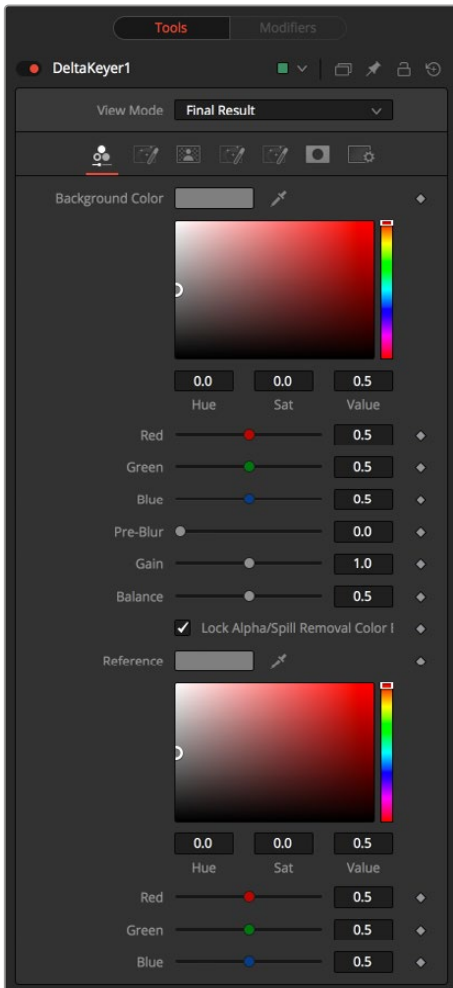 Tools Modifiers
DeltaKeyer1
View Mode Final Result
Background Color
0.0 0.0 0.5
Hue Sat Value
Red 0.5
Green 0.5
Blue 0.5
Pre-Blur 0.0
Gain 1.0
Balance 0.5
Lock Alpha/Spill Removal Color
Reference
0.0 0.0 0.5
Hue Sat Value
Red 0.5
Green 0.5
Blue 0.5